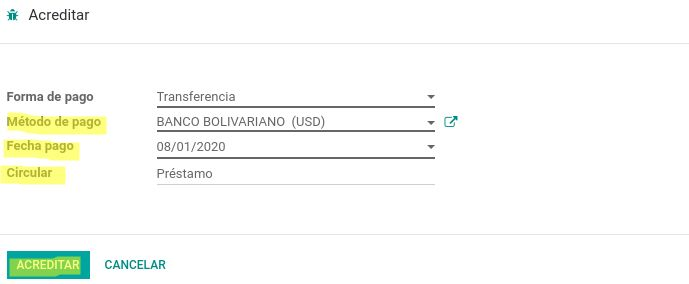 Acreditar
Forma de pago Transferencia
Método de pago BANCO BOLIVARIANO (USD)
Fecha pago 08/01/2020
Circular Préstamo
ACREDITAR CANCELAR